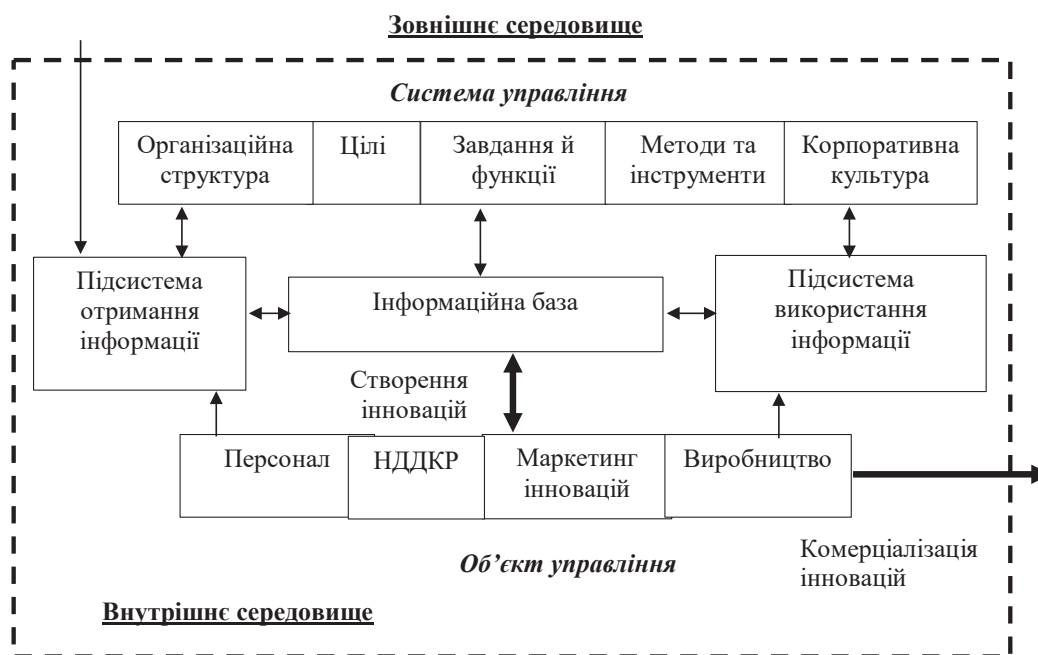 Зовнішнє середовище
Система управління
Організаційна
структура
Цілі
Завдання й
функції
Методи та
інструменти
Корпоративна
культура
Підсистема
отримання
інформації
Інформаційна база
Підсистема
використання
інформації
Створення
інновацій
Персонал
НДДКР
Маркетинг
інновацій
Виробництво
Об’єкт управління
Комерціалізація
інновацій
Внутрішнє середовище